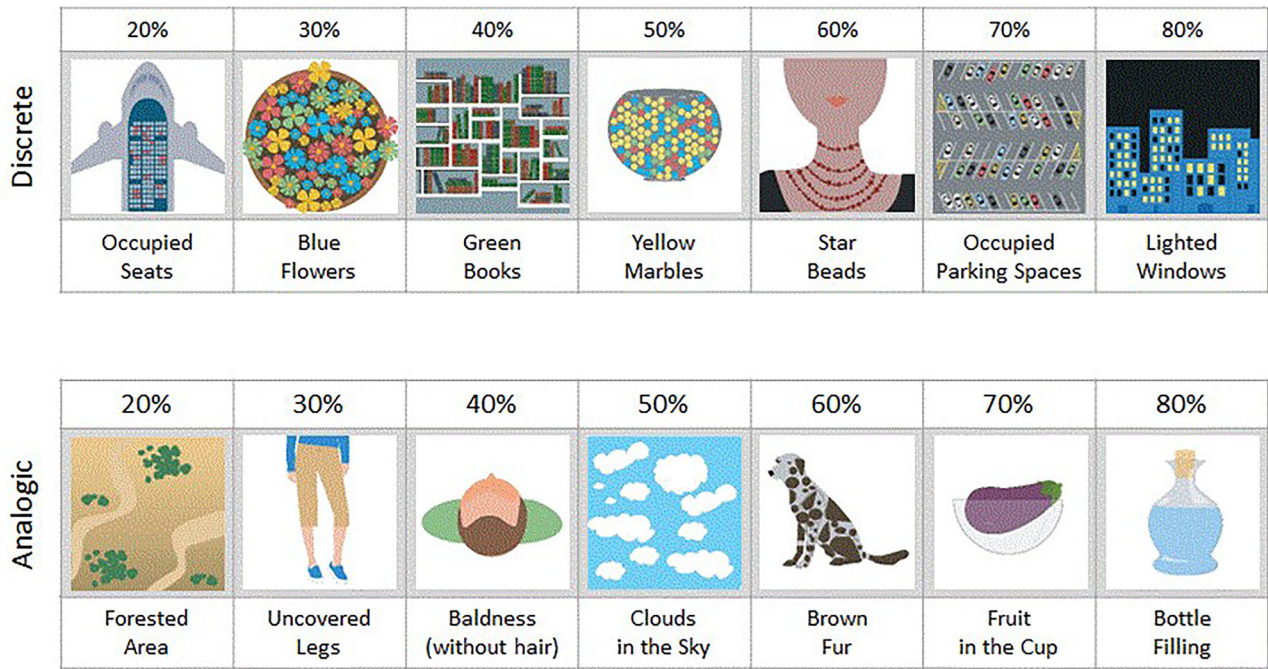 20% 30% 40% 50% 60% 70% 80%
Discrete
Occupied Seats
Blue Flowers
Green Books
Yellow Marbles
Star Beads
Occupied Parking Spaces
Lighted Windows
20% 30% 40% 50% 60% 70% 80%
Analogic
Forested Area
Uncovered Legs
Baldness (without hair)
Clouds in the Sky
Brown Fur
Fruit in the Cup
Bottle Filling